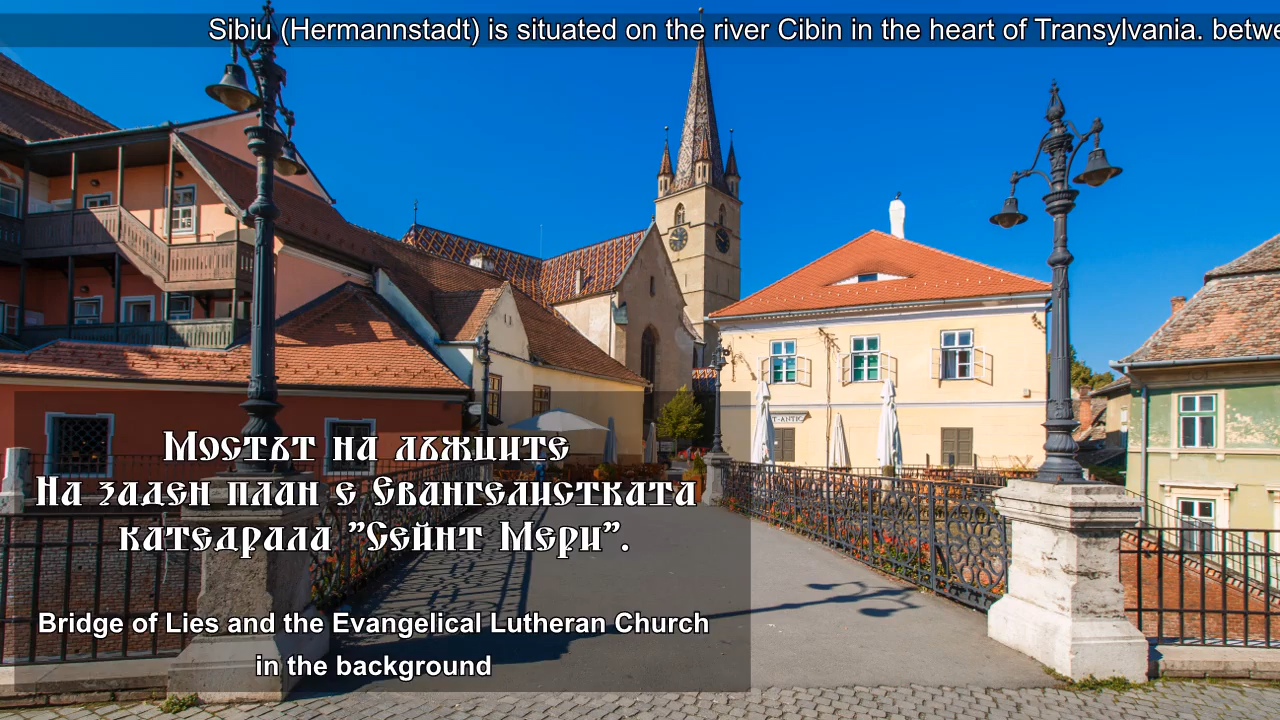 Sibiu (Hermannstadt) is situated on the river Cibin in the heart of Transylvania. betwe
T-ANTIC
Мостът на лъжците
На заден план е Евангелистката
катедрала "Сейнт Мери".
Bridge of Lies and the Evangelical Lutheran Church
in the background